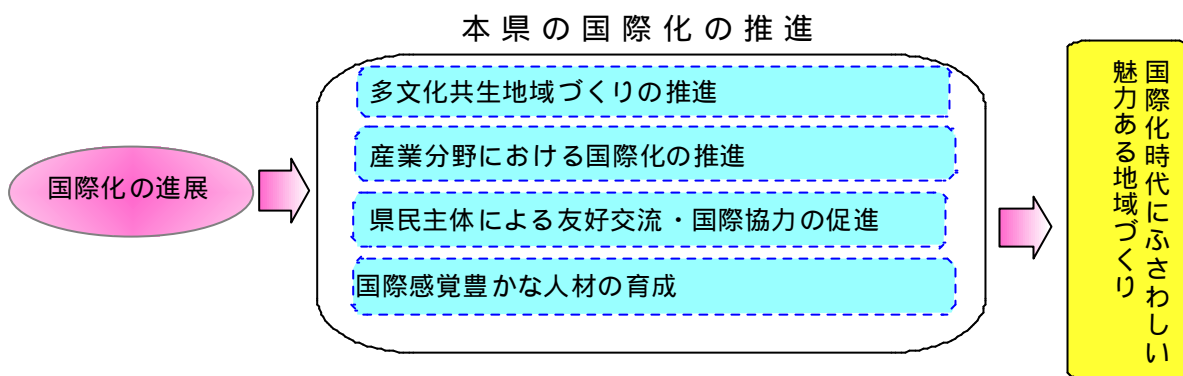 本県の国際化の推進
国際化の進展
多文化共生地域づくりの推進
産業分野における国際化の推進
県民主体による友好交流・国際協力の促進
国際感覚豊かな人材の育成
国際化時代にふさわしい
魅力ある地域づくり